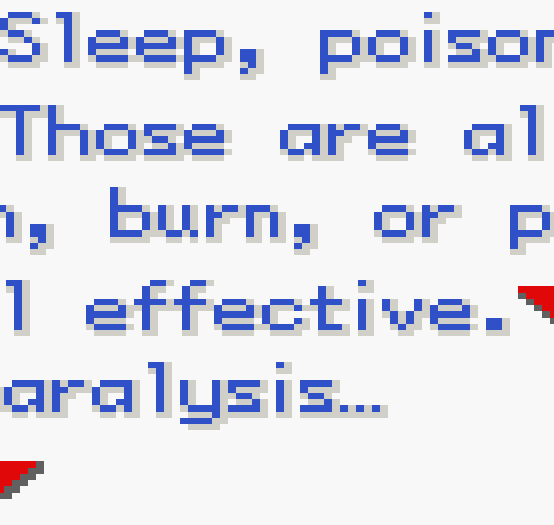 Sleep, poison
Those are al
n, burn, or p
l effective.
aralysis...